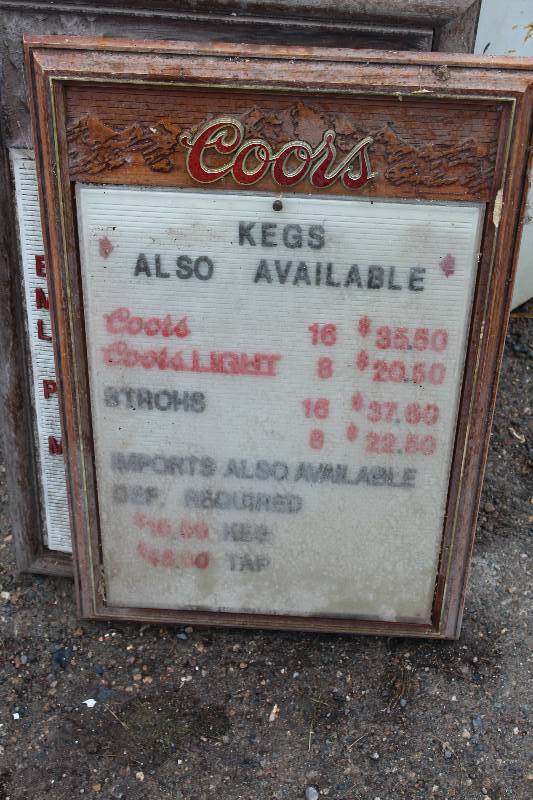 Coors
KEGS
ALSO AVAILABLE
Coors 16 $35.50
Coors LIGHT 8 $20.50
STROHS 16 $37.60
8 $22.50
IMPORTS ALSO AVAILABLE
DEP. REQUIRED
KEG
TAP
E
N
L
P
M